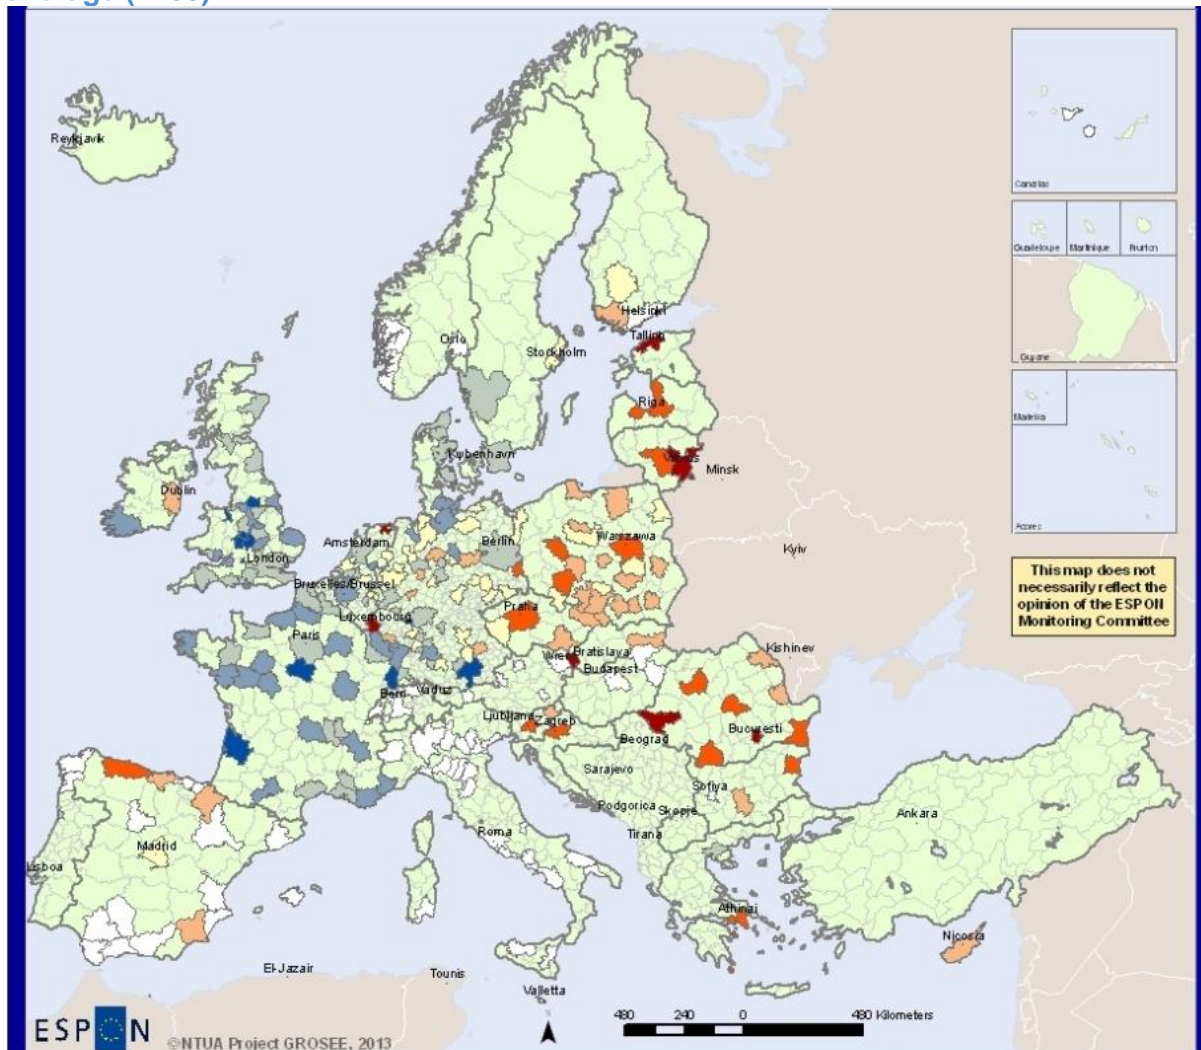 Reykjavik
Canarias
Guadeloupe
Martinique
Réunion
Helsinki
Oslo
Tallinn
Stockholm
Guyane
Riga
Madeira
København
Vilnius
Minsk
Dublin
Acores
Amsterdam
Berlin
Warszawa
London
Kyiv
Bruxelles/Brussel
This map does not
necessarily reflect the
opinion of the ESPON
Monitoring Committee
Luxembourg
Praha
Paris
Kishinev
Wien
Bratislava
Budapest
Bern
Vaduz
Ljubljana
Zagreb
Bucuresti
Beograd
Sarajevo
Sofiya
Podgorica
Skopje
Ankara
Roma
Madrid
Tirana
Lisboa
Athinai
Nicosia
El-Jazair
Tounis
Valletta
480 240 0 480 Kilometers
ESPON
©NTUA Project GROSEE, 2013